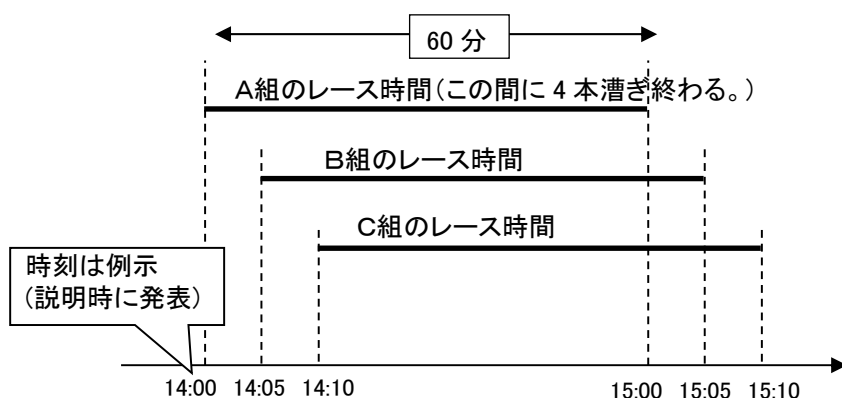 60 分
A組のレース時間（この間に 4 本漕ぎ終わる。）
B組のレース時間
C組のレース時間
時刻は例示
（説明時に発表）
14:00 14:05 14:10 15:00 15:05 15:10